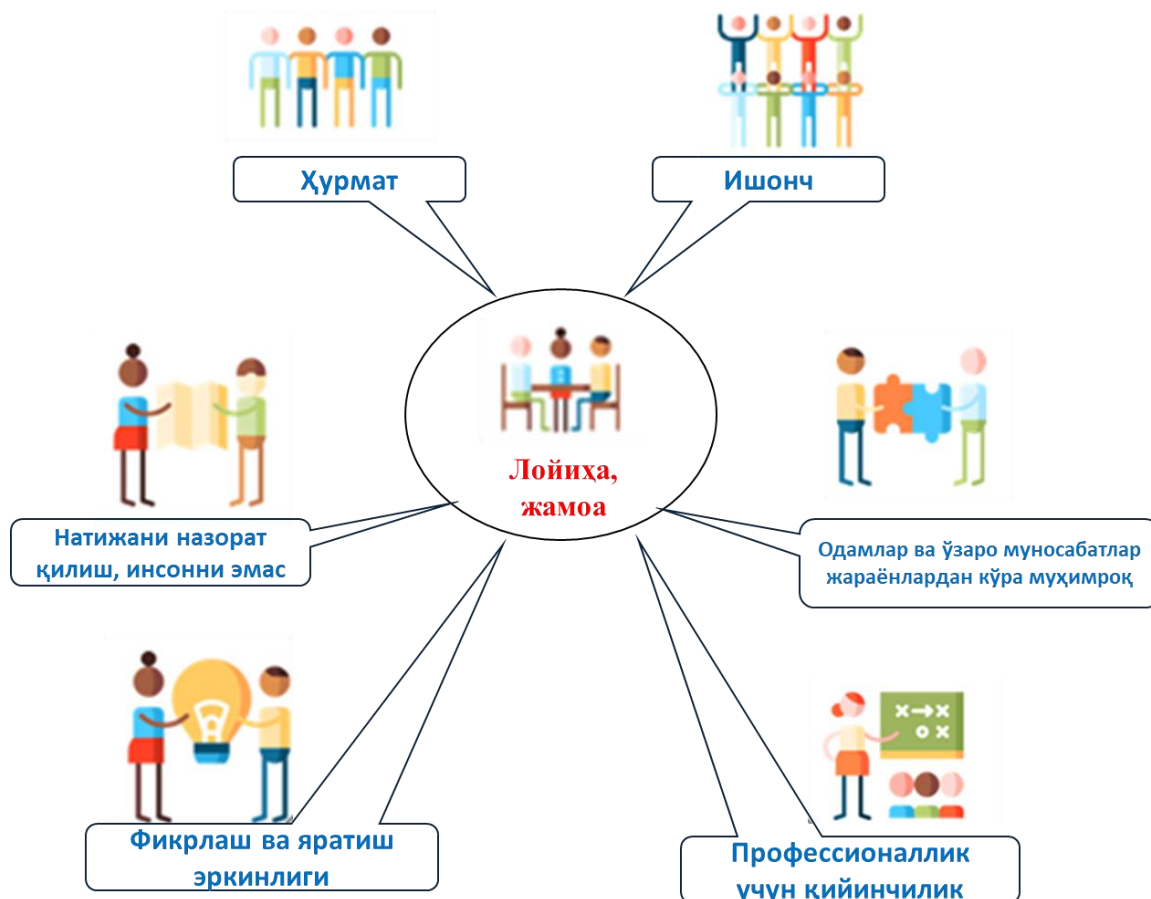 Ҳурмат
Ишонч
Лойиҳа,
жамоа
Натижани назорат
қилиш, инсонни эмас
Одамлар ва ўзаро муносабатлар
жараёнлардан кўра муҳимроқ
Фикрлаш ва яратиш
эркинлиги
Профессионаллик
учун қийинчилик